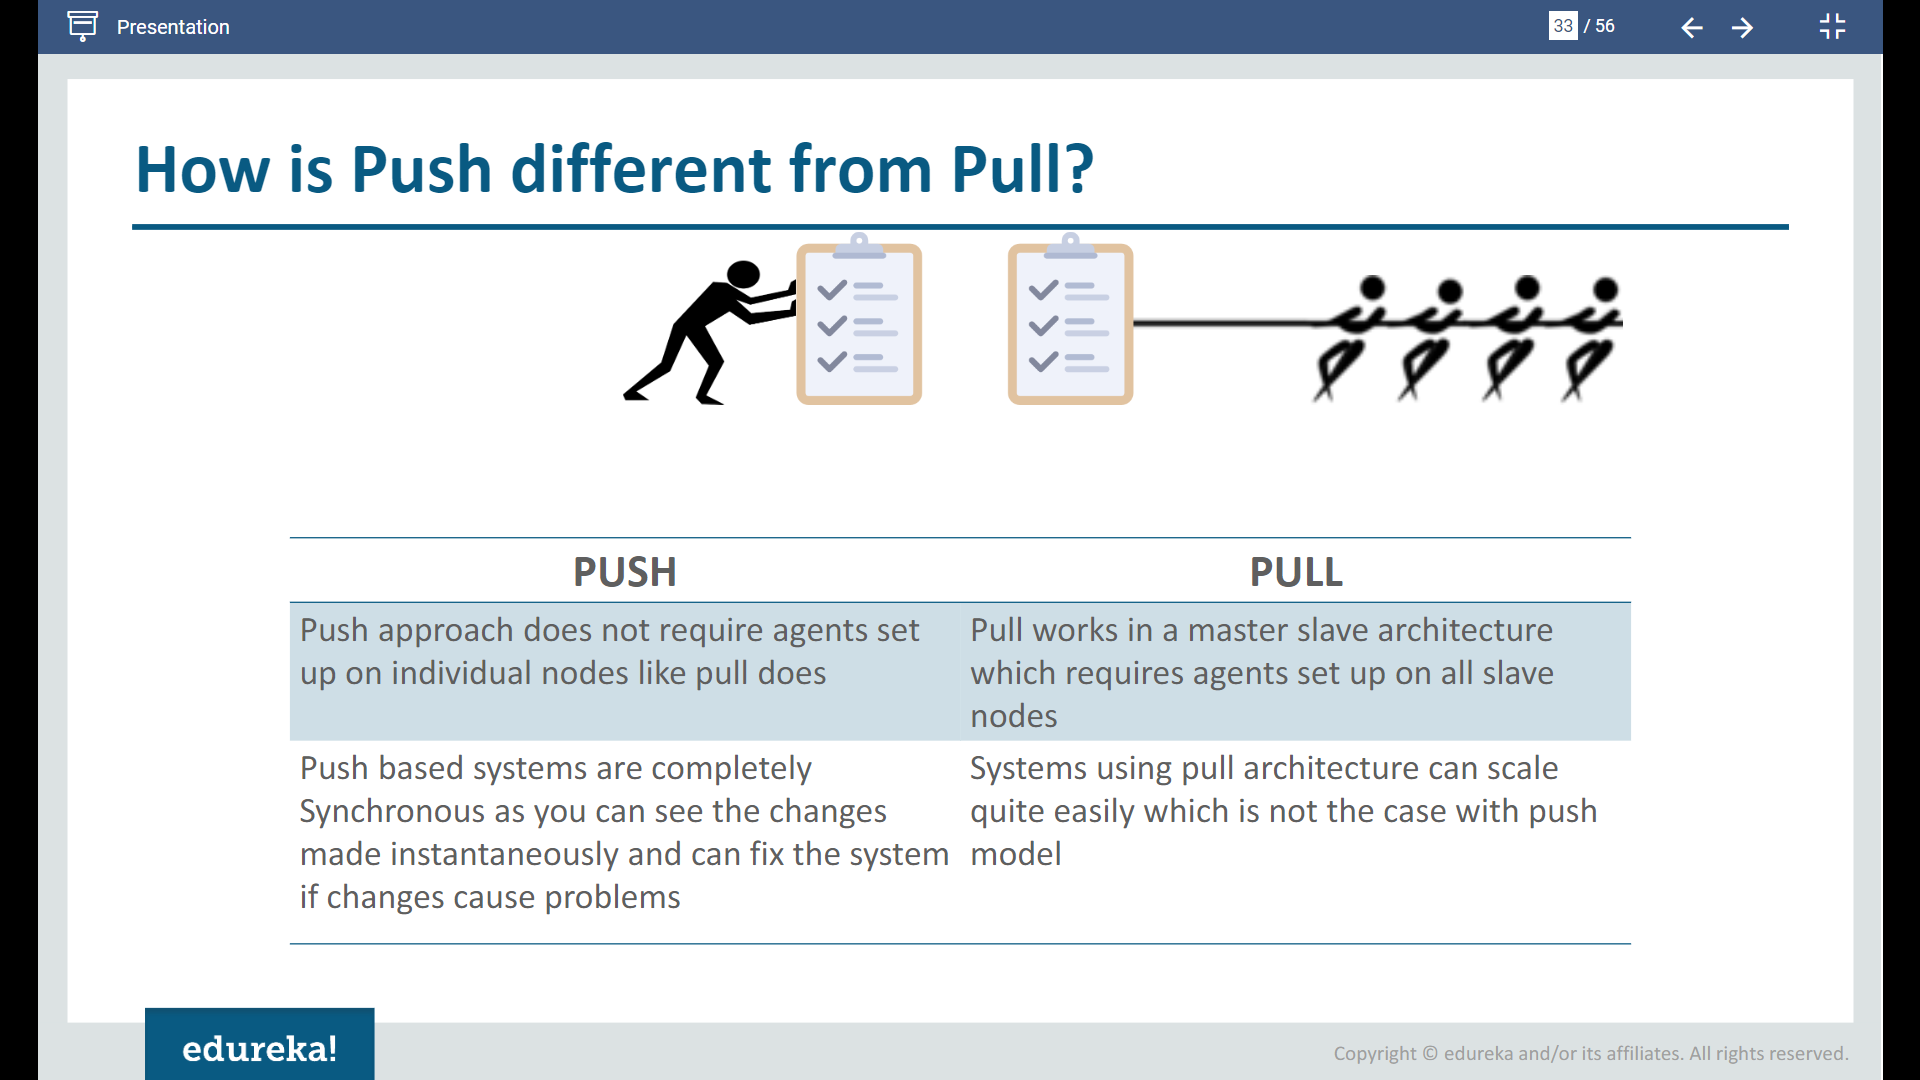 Presentation
33 / 56
How is Push different from Pull?
PUSH
PULL
Push approach does not require agents set
up on individual nodes like pull does
Pull works in a master slave architecture
which requires agents set up on all slave
nodes
Push based systems are completely
Synchronous as you can see the changes
made instantaneously and can fix the system
if changes cause problems
Systems using pull architecture can scale
quite easily which is not the case with push
model
edureka!
Copyright © edureka and/or its affiliates. All rights reserved.